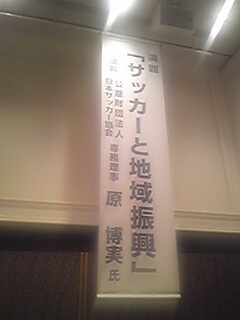 演題
「サッカーと地域振興」
講師
公益財団法人
日本サッカー協会
専務理事
原 博実 氏